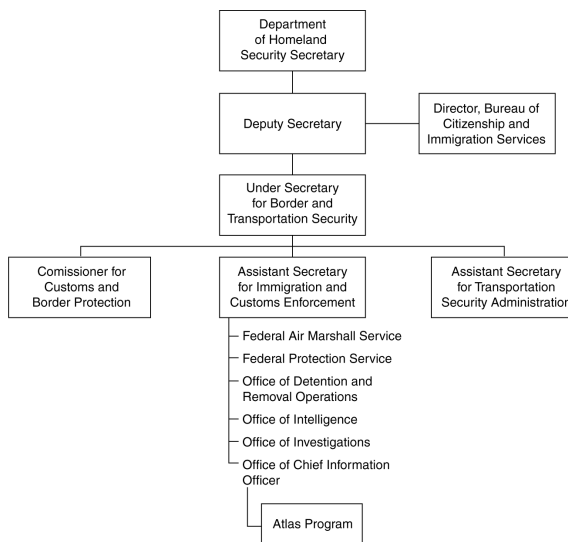 Department
of Homeland
Security Secretary
Deputy Secretary
Director, Bureau of
Citizenship and
Immigration Services
Under Secretary
for Border and
Transportation Security
Comissioner for
Customs and
Border Protection
Assistant Secretary
for Immigration and
Customs Enforcement
Assistant Secretary
for Transportation
Security Administration
Federal Air Marshall Service
Federal Protection Service
Office of Detention and
Removal Operations
Office of Intelligence
Office of Investigations
Office of Chief Information
Officer
Atlas Program